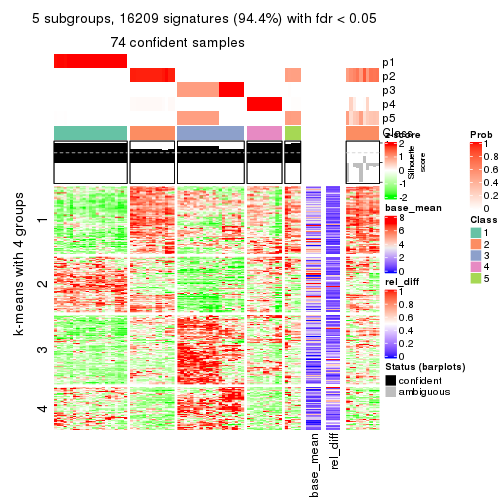 5 subgroups, 16209 signatures (94.4%) with fdr < 0.05
74 confident samples
p1
p2
p3
p4
p5
Class
z-score
2
1
0
-1
-2
Silhouette
score
Prob
1
0.8
0.6
0.4
0.2
0
base_mean
8
6
4
2
0
Class
1
2
3
4
5
rel_diff
1
0.8
0.6
0.4
0.2
0
Status (barplots)
confident
ambiguous
k-means with 4 groups
1
2
3
4
base_mean
rel_diff